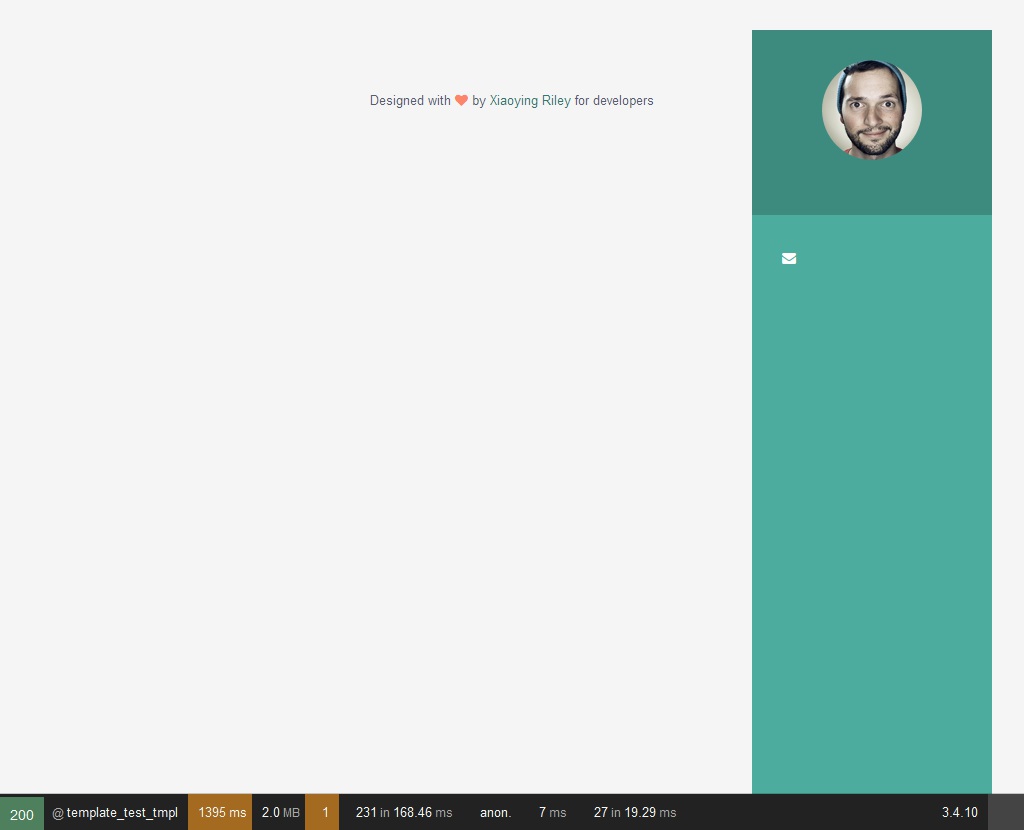 Designed with by Xiaoying Riley for developers
200 @ template_test_tmpl 1395 ms 2.0 MB 1 231 in 168.46 ms anon. 7 ms 27 in 19.29 ms 3.4.10